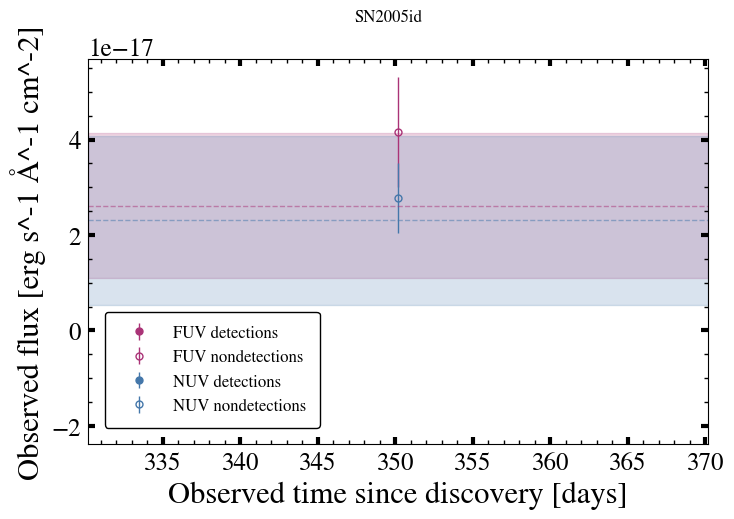 SN2005id
1e−17
Observed flux [erg s^-1 Å^-1 cm^-2]
4
2
0
−2
FUV detections
FUV nondetections
NUV detections
NUV nondetections
335 340 345 350 355 360 365 370
Observed time since discovery [days]